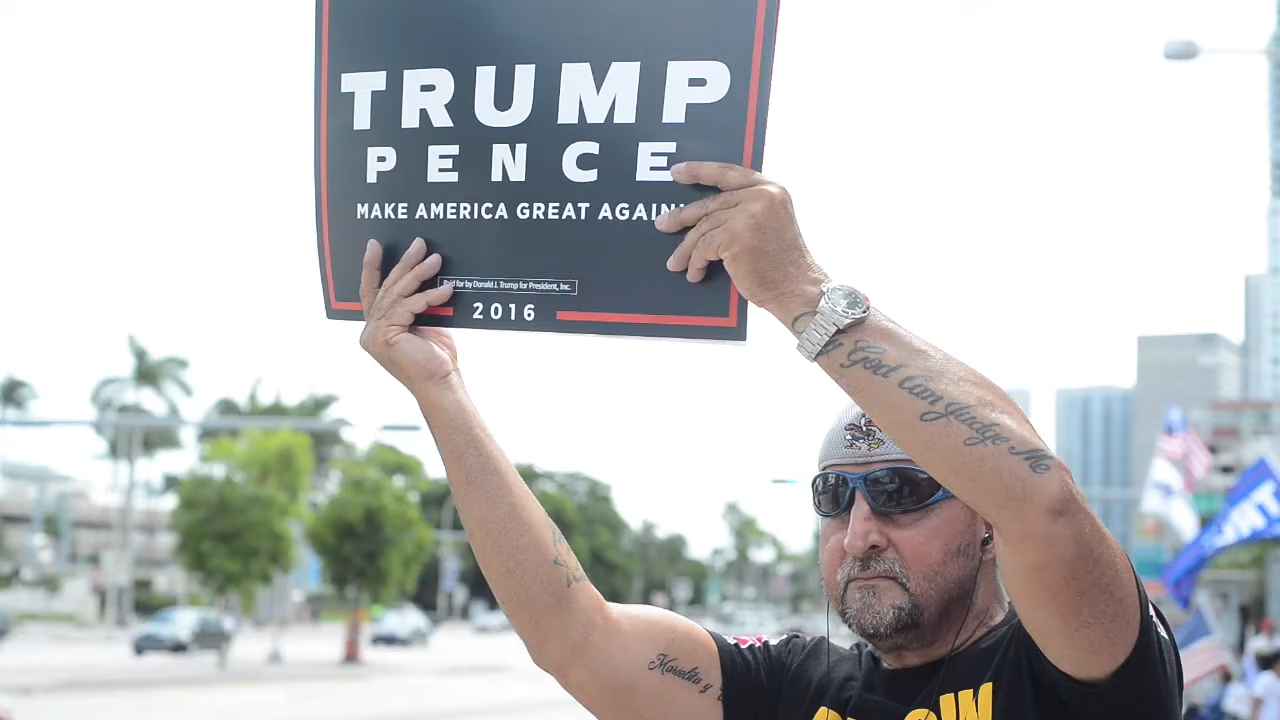 TRUMP
PENCE
MAKE AMERICA GREAT AGAIN!
Paid for by Donald J. Trump for President, Inc.
2016
God Can Judge Me
Marielita y